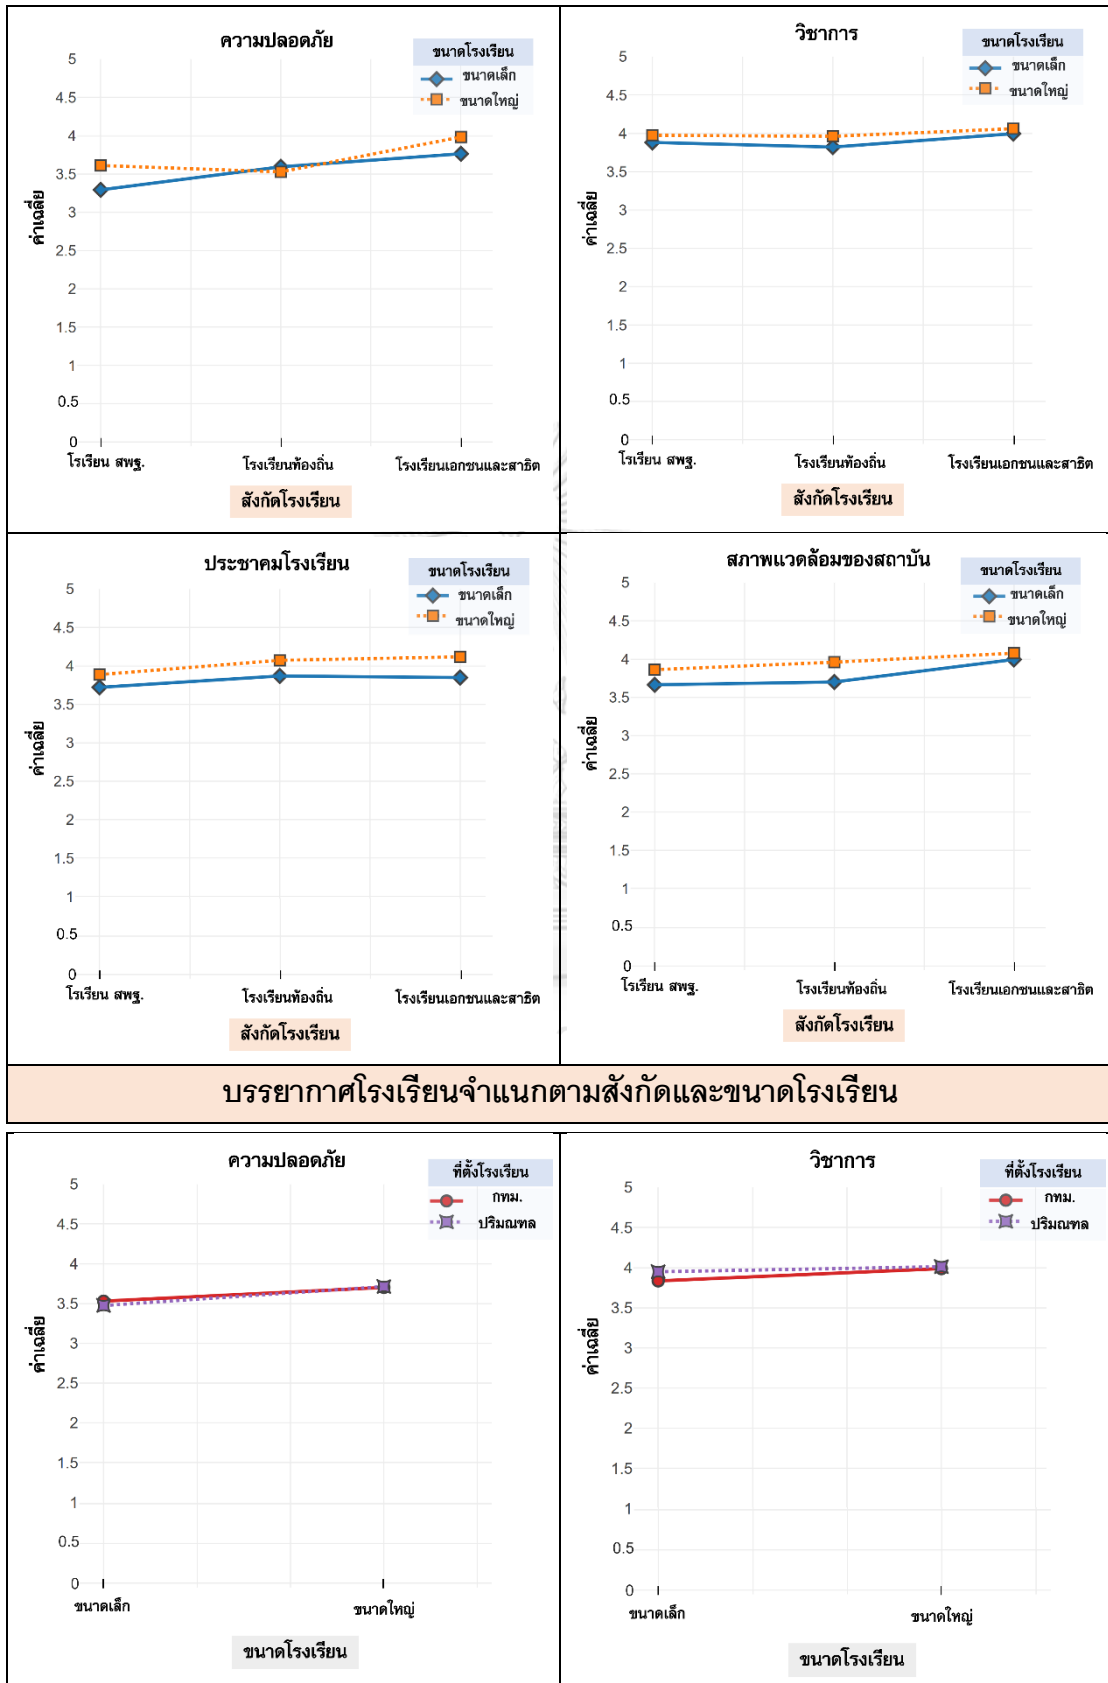 ความปลอดภัย
ขนาดโรงเรียน
ขนาดเล็ก
ขนาดใหญ่
5
4.5
4
3.5
3
2.5
2
1.5
1
0.5
0
ค่าเฉลี่ย
โรเรียน สพฐ.
โรงเรียนท้องถิ่น
โรงเรียนเอกชนและสาธิต
สังกัดโรงเรียน
วิชาการ
ขนาดโรงเรียน
ขนาดเล็ก
ขนาดใหญ่
5
4.5
4
3.5
3
2.5
2
1.5
1
0.5
0
ค่าเฉลี่ย
โรเรียน สพฐ.
โรงเรียนท้องถิ่น
โรงเรียนเอกชนและสาธิต
สังกัดโรงเรียน
ประชาคมโรงเรียน
ขนาดโรงเรียน
ขนาดเล็ก
ขนาดใหญ่
5
4.5
4
3.5
3
2.5
2
1.5
1
0.5
0
ค่าเฉลี่ย
โรเรียน สพฐ.
โรงเรียนท้องถิ่น
โรงเรียนเอกชนและสาธิต
สังกัดโรงเรียน
สภาพแวดล้อมของสถาบัน
ขนาดโรงเรียน
ขนาดเล็ก
ขนาดใหญ่
5
4.5
4
3.5
3
2.5
2
1.5
1
0.5
0
ค่าเฉลี่ย
โรเรียน สพฐ.
โรงเรียนท้องถิ่น
โรงเรียนเอกชนและสาธิต
สังกัดโรงเรียน
บรรยากาศโรงเรียนจำแนกตามสังกัดและขนาดโรงเรียน
ความปลอดภัย
ที่ตั้งโรงเรียน
กทม.
ปริมณฑล
5
4.5
4
3.5
3
2.5
2
1.5
1
0.5
0
ค่าเฉลี่ย
ขนาดเล็ก
ขนาดใหญ่
ขนาดโรงเรียน
วิชาการ
ที่ตั้งโรงเรียน
กทม.
ปริมณฑล
5
4.5
4
3.5
3
2.5
2
1.5
1
0.5
0
ค่าเฉลี่ย
ขนาดเล็ก
ขนาดใหญ่
ขนาดโรงเรียน